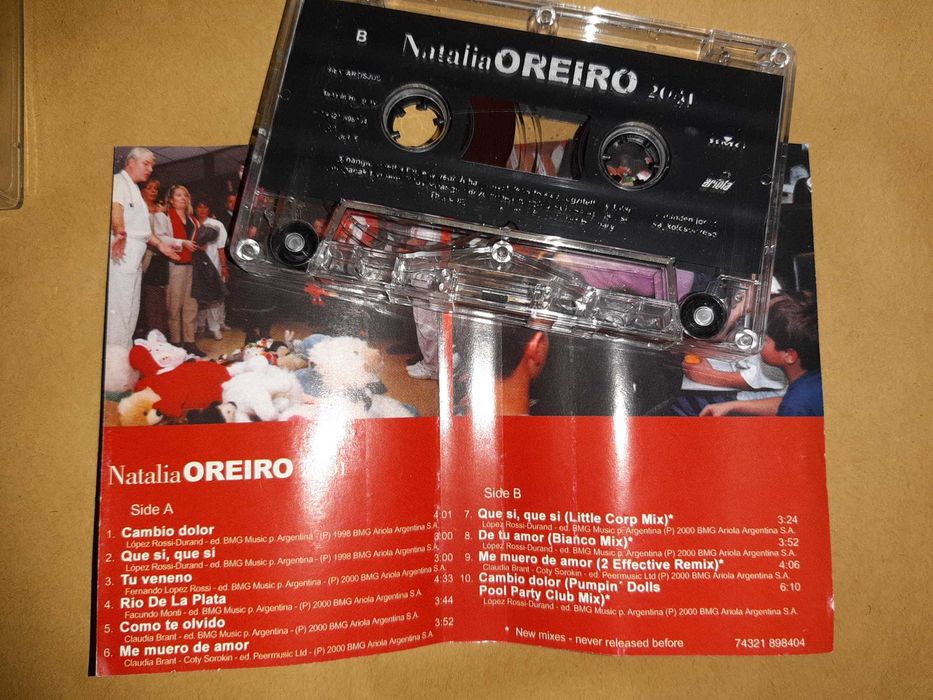 B
Natalia OREIRO 2001
BMG
ariola
Natalia OREIRO
Side A
1. Cambio dolor 4:01
López Rossi-Durand - ed. BMG Music p. Argentina - (P) 1998 BMG Ariola Argentina S.A.
2. Que si, que si 3:00
López Rossi-Durand - ed. BMG Music p. Argentina - (P) 1998 BMG Ariola Argentina S.A.
3. Tu veneno 3:00
Fernando Lopez Rossi - ed. BMG Music p. Argentina - (P) 2000 BMG Ariola Argentina S.A.
4. Río De La Plata 4:33
Facundo Monti - ed. BMG Music p. Argentina - (P) 2000 BMG Ariola Argentina S.A.
5. Como te olvido 3:44
Claudia Brant - ed. BMG Music p. Argentina - (P) 2000 BMG Ariola Argentina S.A.
6. Me muero de amor 3:52
Claudia Brant - Coty Sorokin - ed. Peermusic Ltd - (P) 2000 BMG Ariola Argentina S.A.
Side B
7. Que si, que si (Little Corp Mix)* 3:24
López Rossi-Durand - ed. BMG Music p. Argentina (P) 2000 BMG Ariola Argentina S.A.
8. De tu amor (Bianco Mix)* 3:52
López Rossi-Durand - ed. BMG Music p. Argentina - (P) 2000 BMG Ariola Argentina S.A.
9. Me muero de amor (2 Effective Remix)* 4:06
Claudia Brant - Coty Sorokin - ed. Peermusic Ltd (P) 2000 BMG Ariola Argentina S.A.
10. Cambio dolor (Pumpin´ Dolls 6:10
Pool Party Club Mix)*
López Rossi-Durand - ed. BMG Music p. Argentina - (P) 2000 BMG Ariola Argentina S.A.
* New mixes - never released before 74321 898404